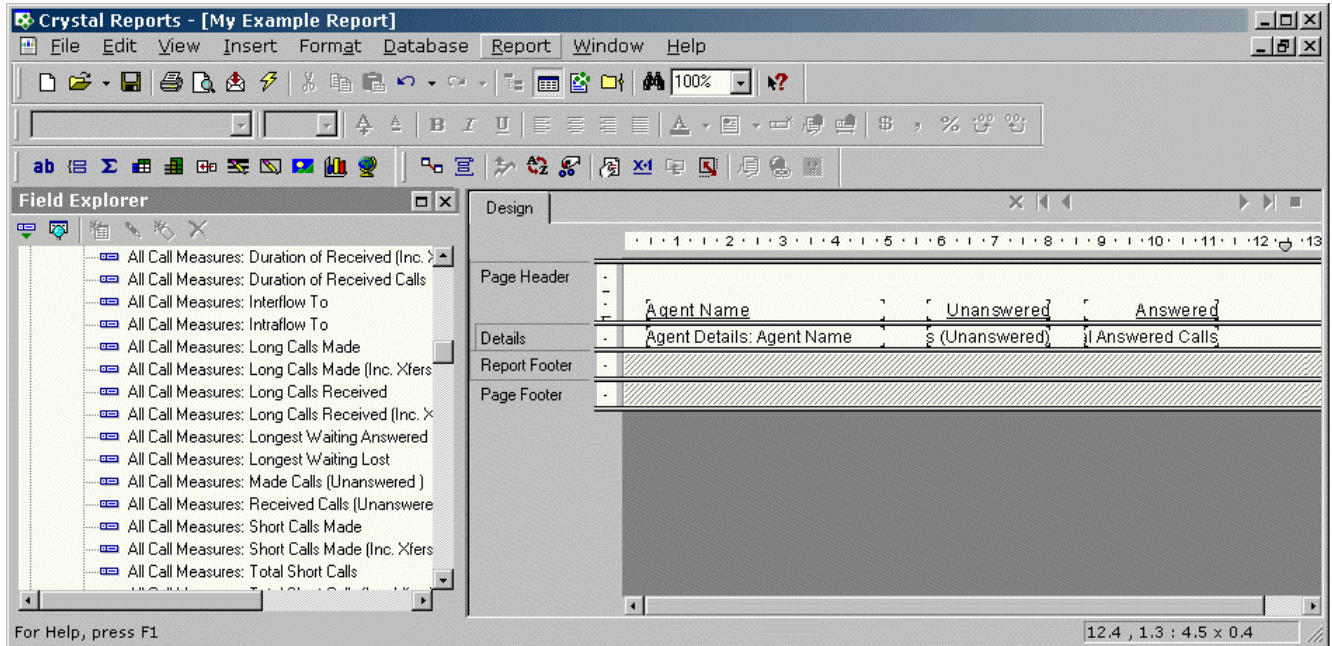 Crystal Reports - [My Example Report]
File Edit View Insert Format Database Report Window Help
100%
B I U $ , %
ab Σ X+1
Field Explorer
All Call Measures: Duration of Received (Inc. X
All Call Measures: Duration of Received Calls
All Call Measures: Interflow To
All Call Measures: Intraflow To
All Call Measures: Long Calls Made
All Call Measures: Long Calls Made (Inc. Xfers
All Call Measures: Long Calls Received
All Call Measures: Long Calls Received (Inc. X
All Call Measures: Longest Waiting Answered
All Call Measures: Longest Waiting Lost
All Call Measures: Made Calls (Unanswered )
All Call Measures: Received Calls (Unanswere
All Call Measures: Short Calls Made
All Call Measures: Short Calls Made (Inc. Xfers
All Call Measures: Total Short Calls
Design
1 2 3 4 5 6 7 8 9 10 11 12 13
Page Header
Agent Name Unanswered Answered
Details Agent Details: Agent Name s (Unanswered) l Answered Calls
Report Footer
Page Footer
For Help, press F1
12.4 , 1.3 : 4.5 x 0.4